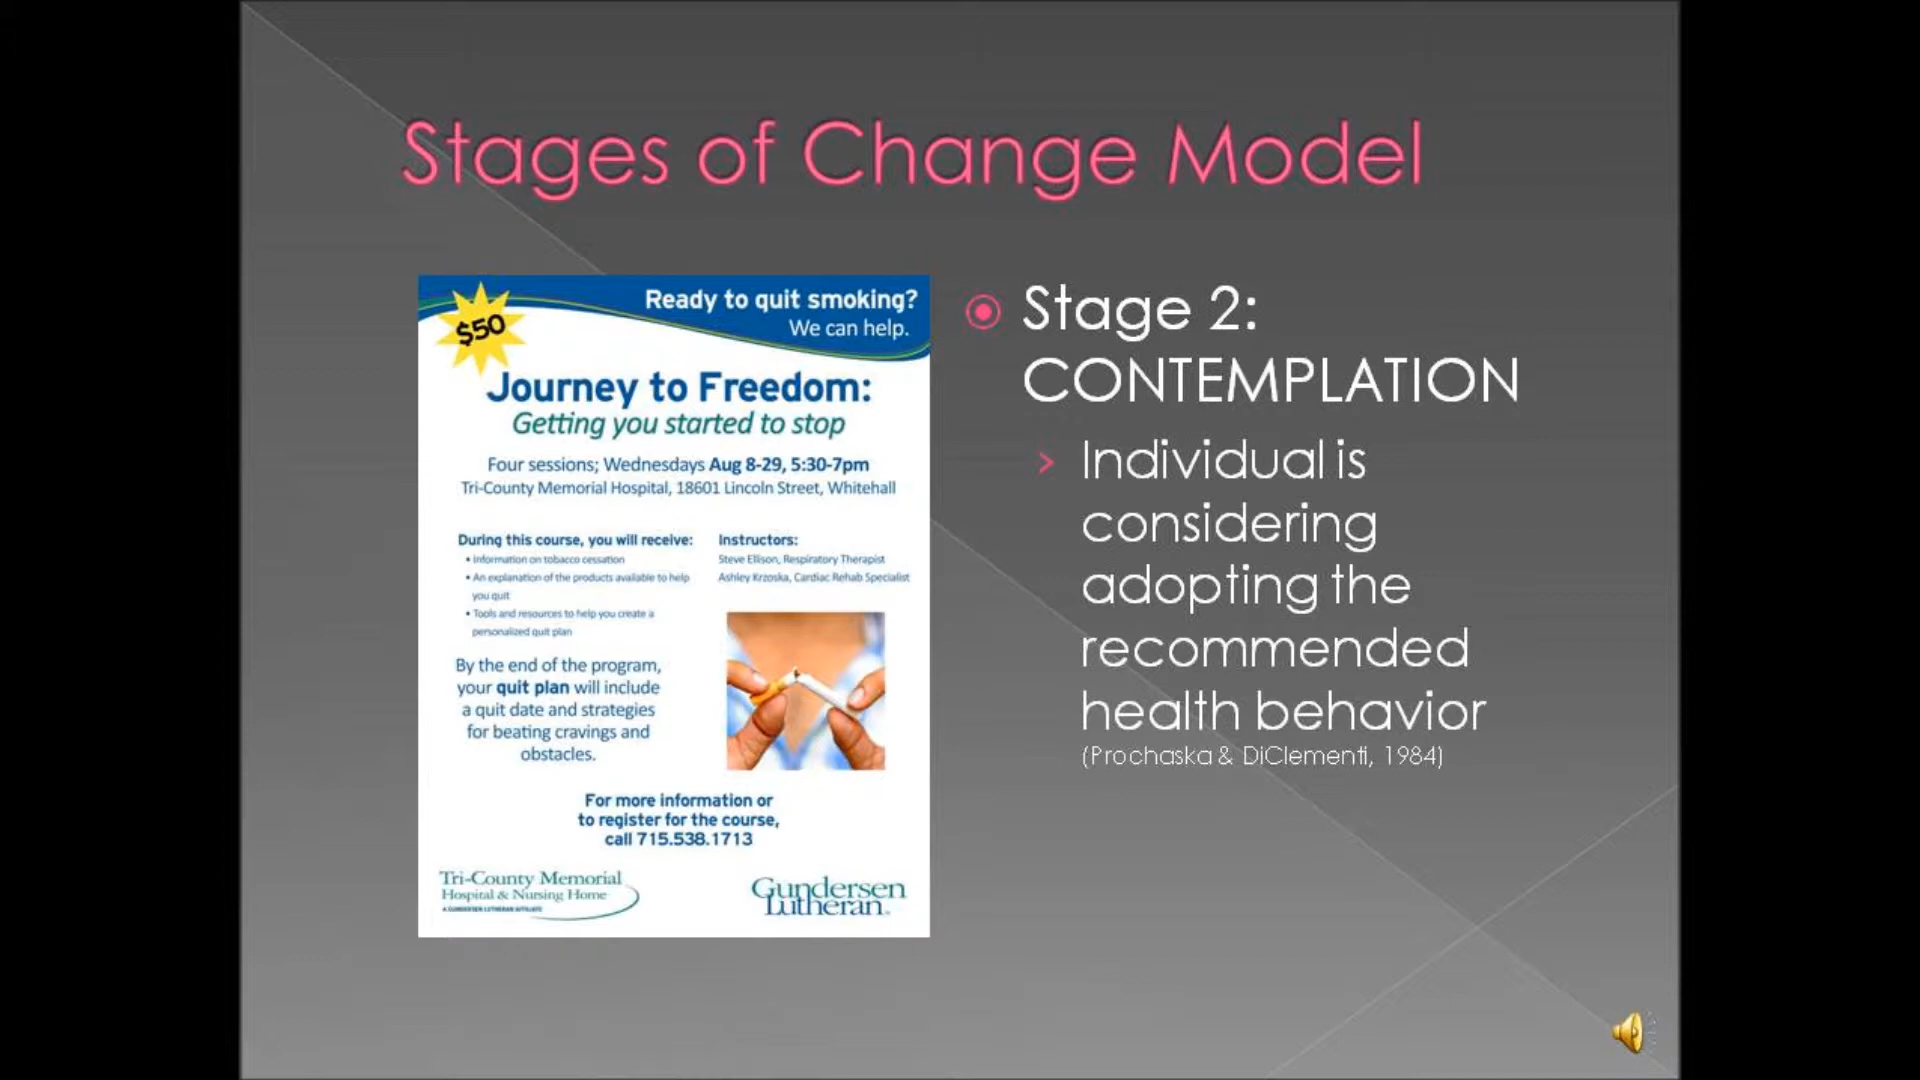 Stages of Change Model
$50
Ready to quit smoking?
We can help.
Journey to Freedom:
Getting you started to stop
Four sessions; Wednesdays Aug 8-29, 5:30-7pm
Tri-County Memorial Hospital, 18601 Lincoln Street, Whitehall
During this course, you will receive:
• Information on tobacco cessation
• An explanation of the products available to help
you quit
• Tools and resources to help you create a
personalized quit plan
Instructors:
Steve Ellison, Respiratory Therapist
Ashley Krzoska, Cardiac Rehab Specialist
By the end of the program,
your quit plan will include
a quit date and strategies
for beating cravings and
obstacles.
For more information or
to register for the course,
call 715.538.1713
Tri-County Memorial
Hospital & Nursing Home
A GUNDERSEN LUTHERAN AFFILIATE
Gundersen
Lutheran
Stage 2:
CONTEMPLATION
Individual is
considering
adopting the
recommended
health behavior
(Prochaska & DiClementi, 1984)